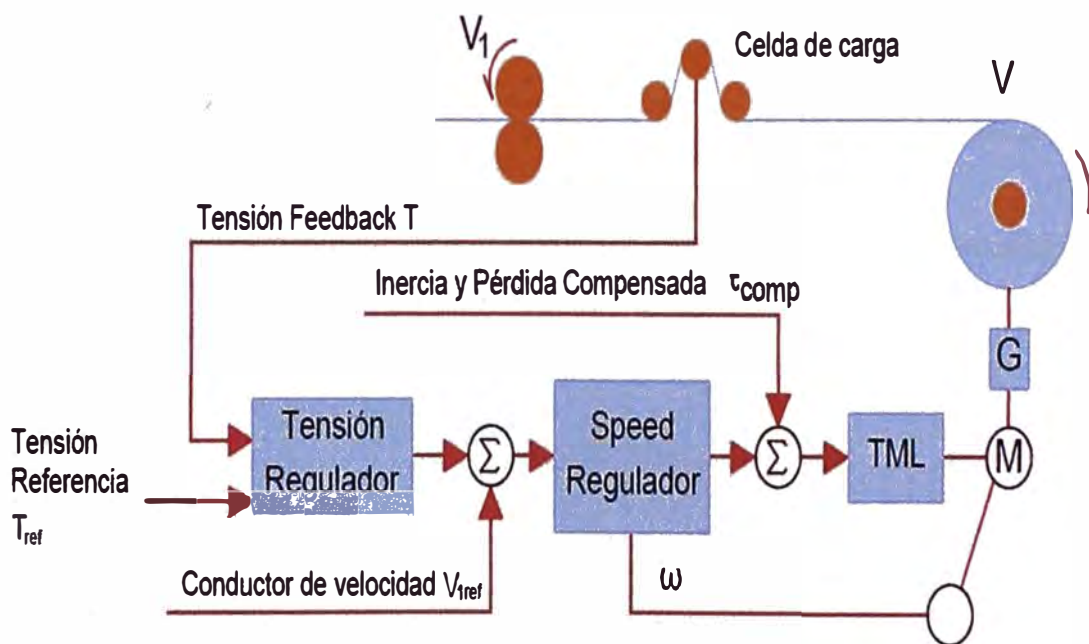 V₁
Celda de carga
V
Tensión Feedback T
Inercia y Pérdida Compensada τcomp
G
Tensión
Regulador
Σ
Speed
Regulador
Σ
TML
M
Tensión
Referencia
Tref
Conductor de velocidad V1ref
ω